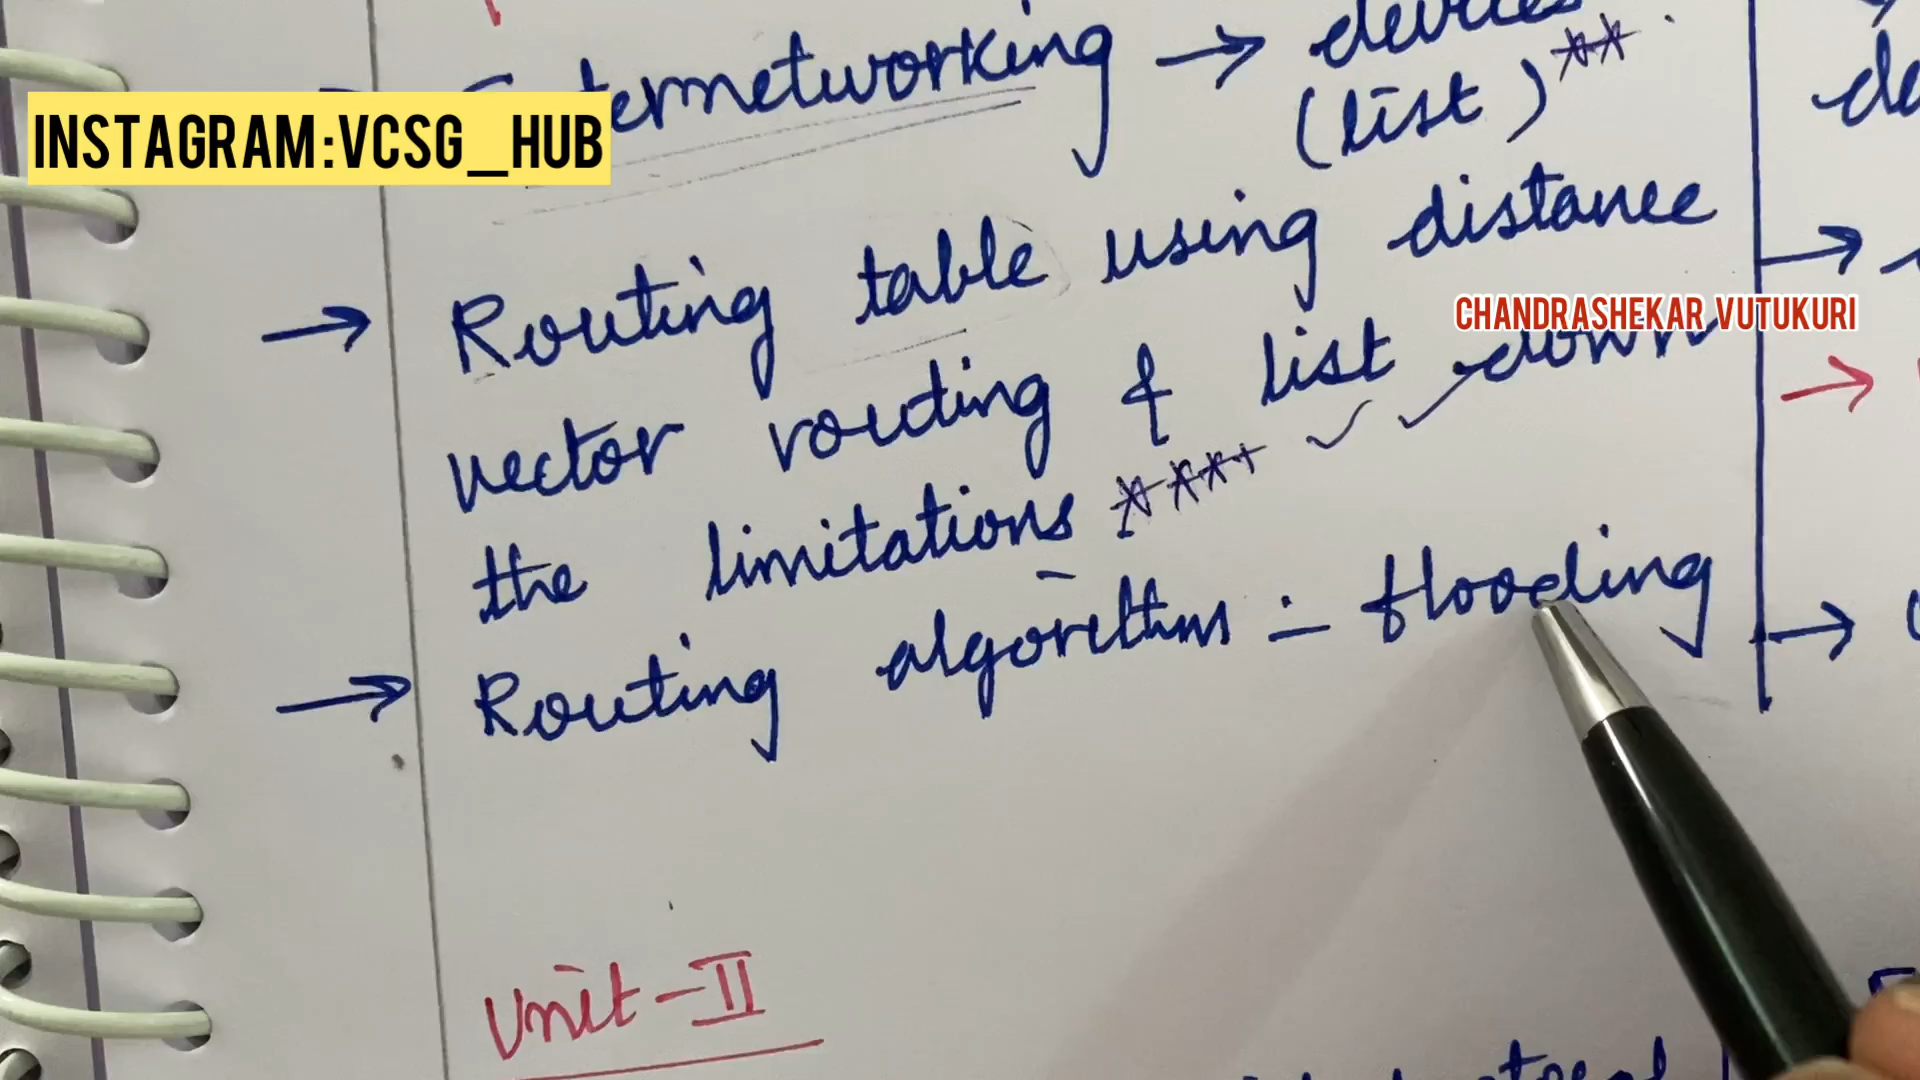 Internetworking → devices
(list) **
INSTAGRAM:VCSG_HUB
→ Routing table using distance
CHANDRASHEKAR VUTUKURI
vector routing & list down
the limitations ****
→ Routing algorithms :- flooding
Unit-II